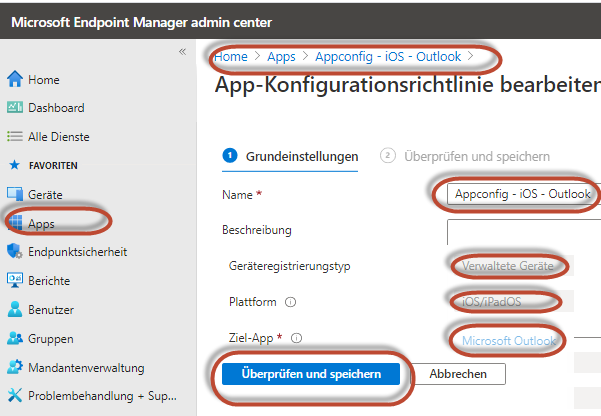 Microsoft Endpoint Manager admin center
«
Home > Apps > Appconfig - iOS - Outlook >
App-Konfigurationsrichtlinie bearbeiten
Home
Dashboard
Alle Dienste
FAVORITEN
Geräte
Apps
Endpunktsicherheit
Berichte
Benutzer
Gruppen
Mandantenverwaltung
Problembehandlung + Sup...
1 Grundeinstellungen
2 Überprüfen und speichern
Name *
Appconfig - iOS - Outlook
Beschreibung
Geräteregistrierungstyp
Verwaltete Geräte
Plattform
iOS/iPadOS
Ziel-App *
Microsoft Outlook
Überprüfen und speichern
Abbrechen